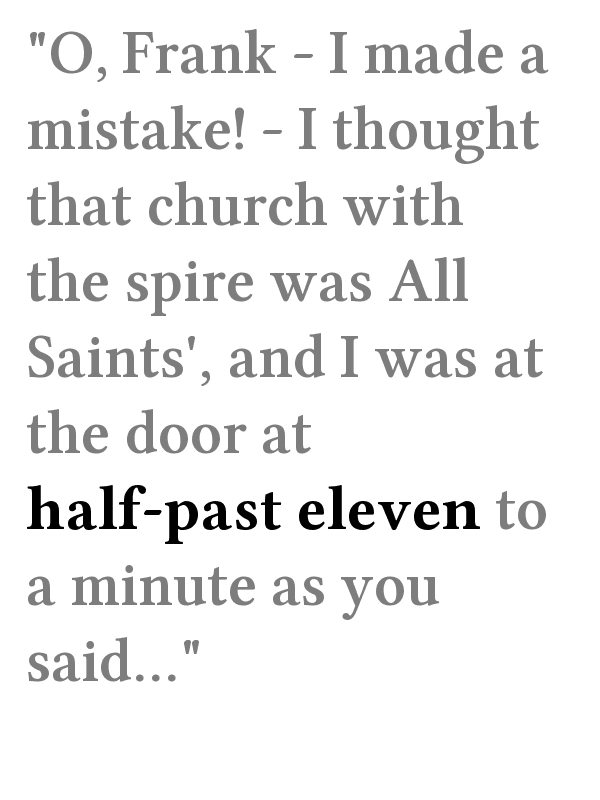 "O, Frank - I made a
mistake! - I thought
that church with
the spire was All
Saints', and I was at
the door at
half-past eleven to
a minute as you
said..."